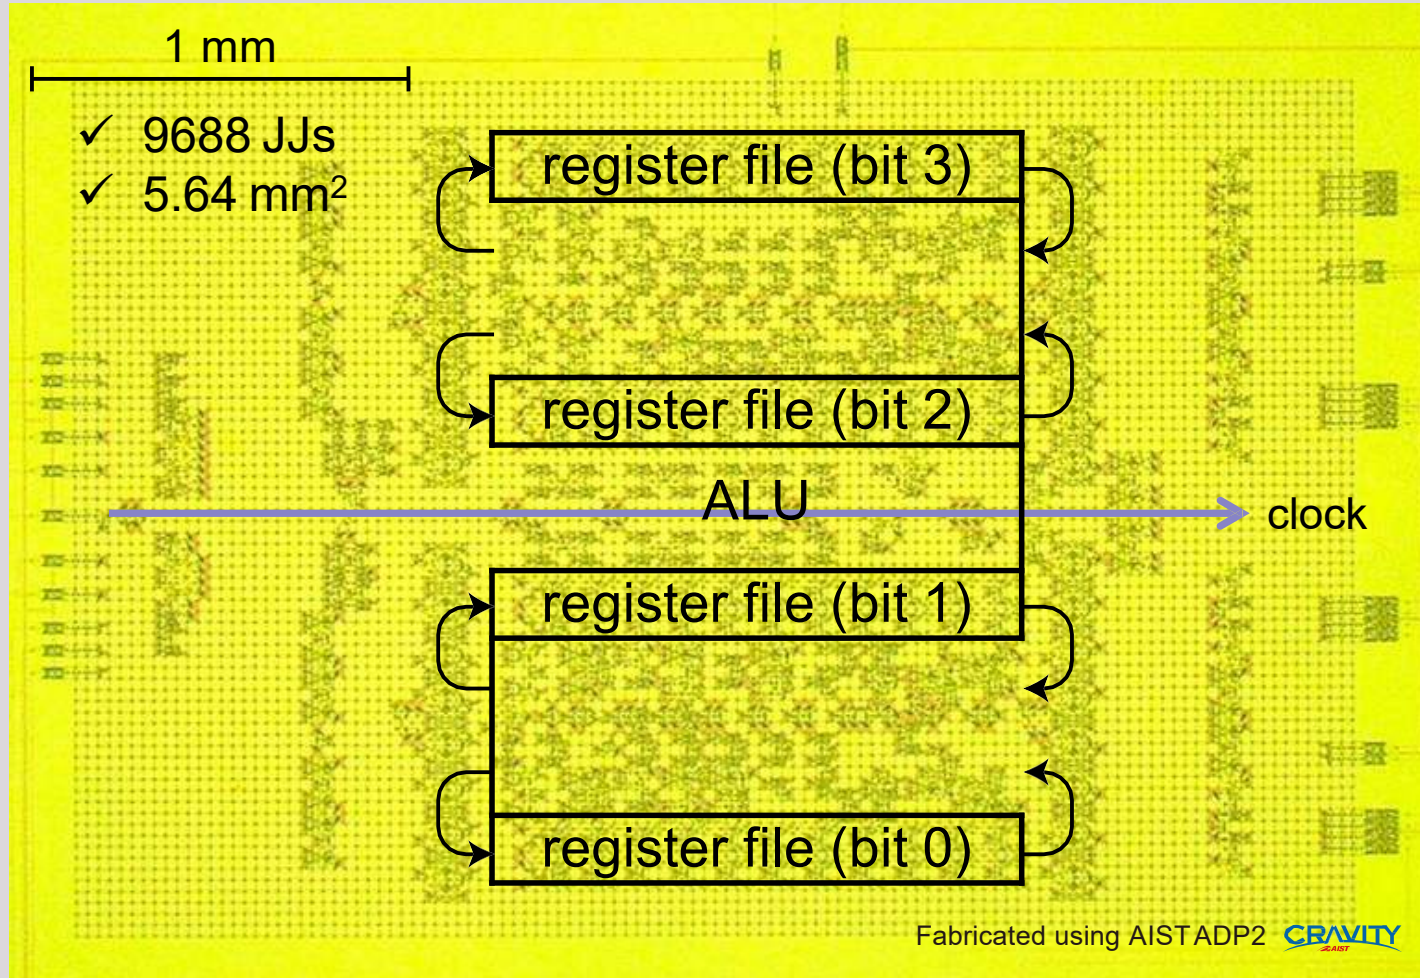 1 mm
✓ 9688 JJs
✓ 5.64 mm²
register file (bit 3)
register file (bit 2)
ALU
clock
register file (bit 1)
register file (bit 0)
Fabricated using AIST ADP2 CRAVITY
AIST